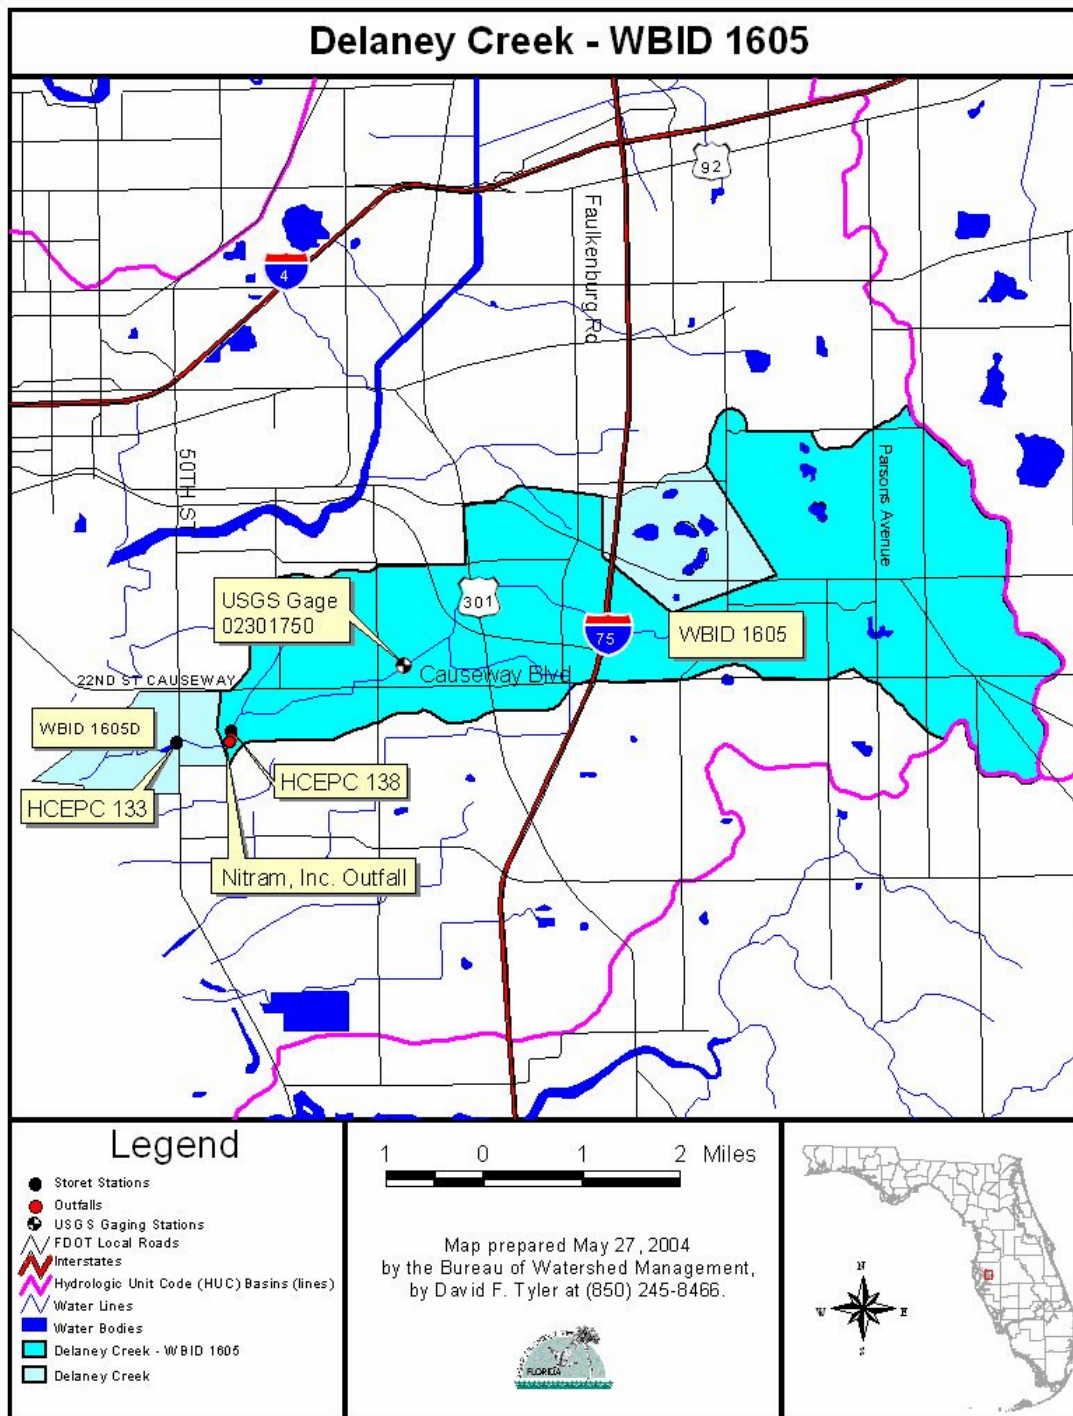 Delaney Creek - WBID 1605
92
Faulkenburg Rd
4
50TH ST
Parsons Avenue
USGS Gage
02301750
301
75
WBID 1605
Causeway Blvd
22ND ST CAUSEWAY
WBID 1605D
HCEPC 138
HCEPC 133
Nitram, Inc. Outfall
Legend
Storet Stations
Outfalls
USGS Gaging Stations
FDOT Local Roads
Interstates
Hydrologic Unit Code (HUC) Basins (lines)
Water Lines
Water Bodies
Delaney Creek - WBID 1605
Delaney Creek
1 0 1 2 Miles
Map prepared May 27, 2004
by the Bureau of Watershed Management,
by David F. Tyler at (850) 245-8466.
FLORIDA
N
W E
S